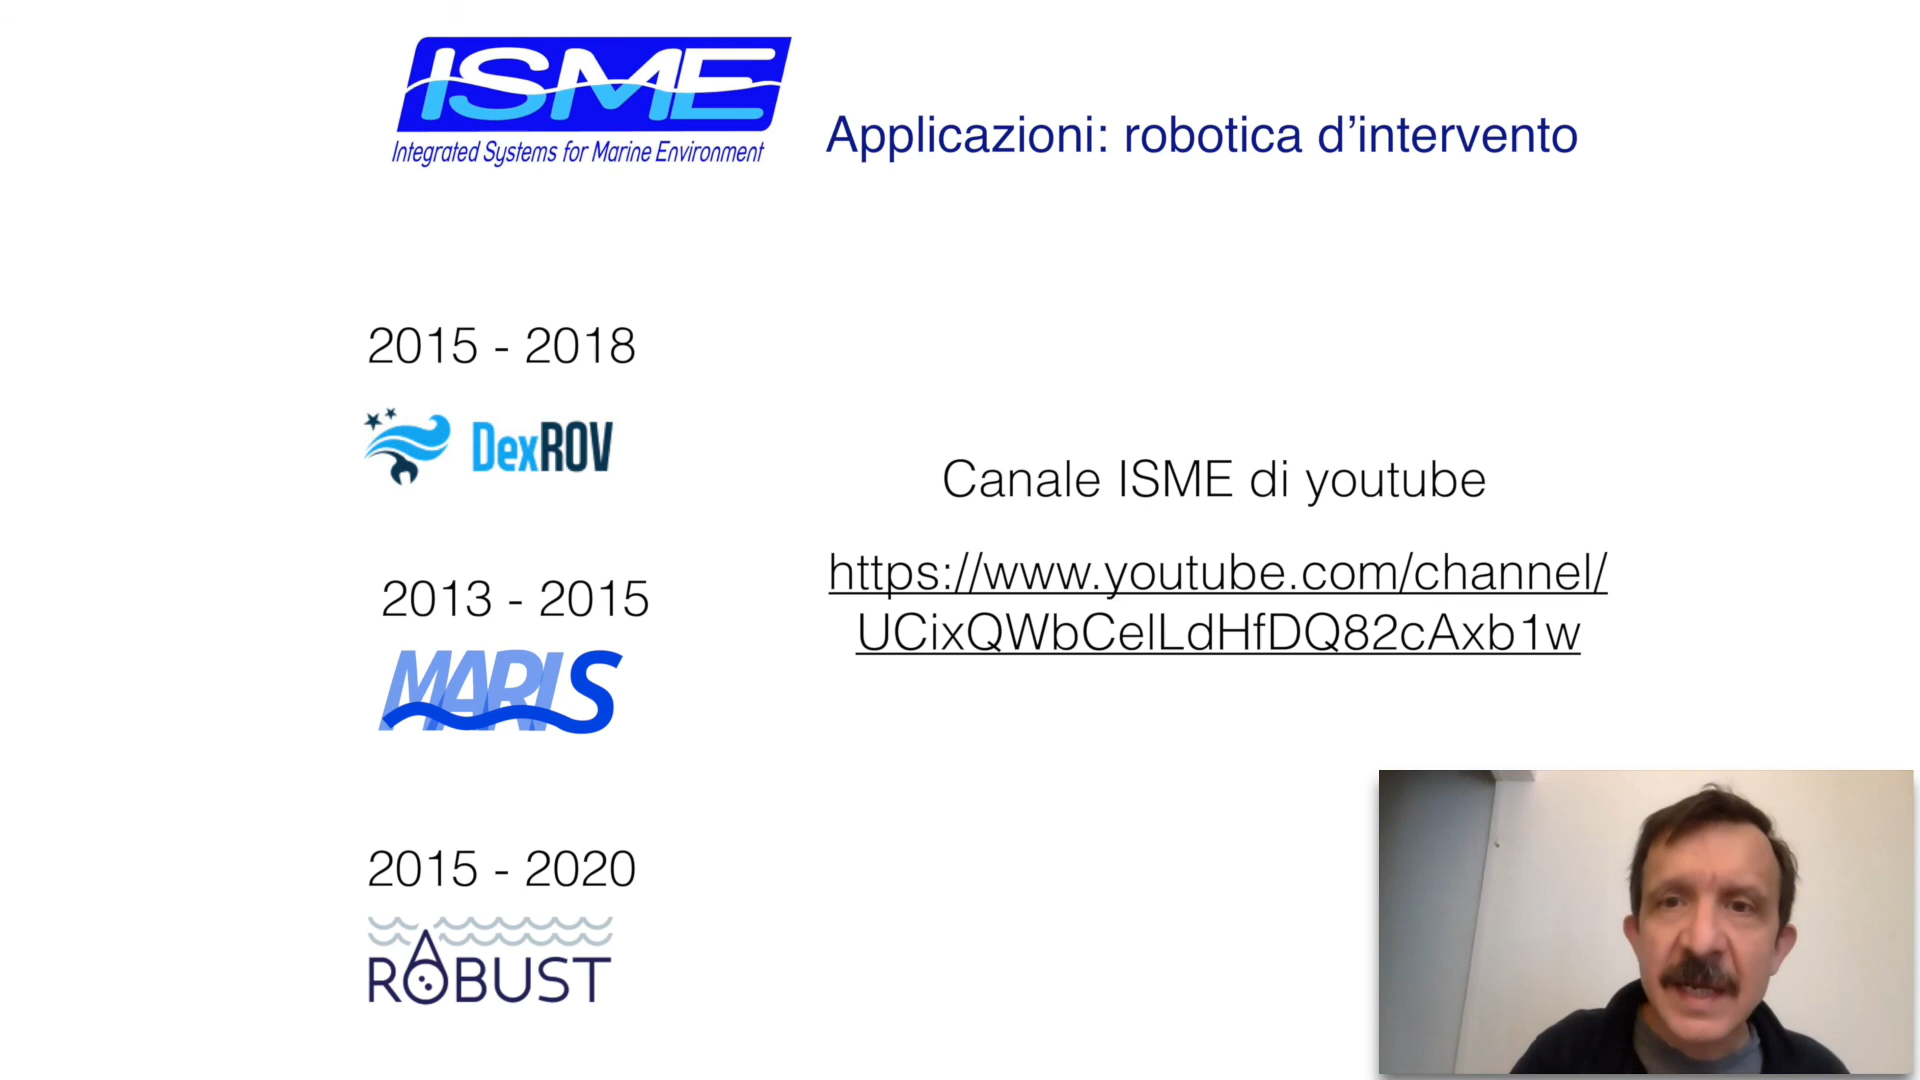 ISME
Integrated Systems for Marine Environment
Applicazioni: robotica d’intervento
2015 - 2018
DexROV
2013 - 2015
MARIS
2015 - 2020
ROBUST
Canale ISME di youtube
https://www.youtube.com/channel/
UCixQWbCelLdHfDQ82cAxb1w